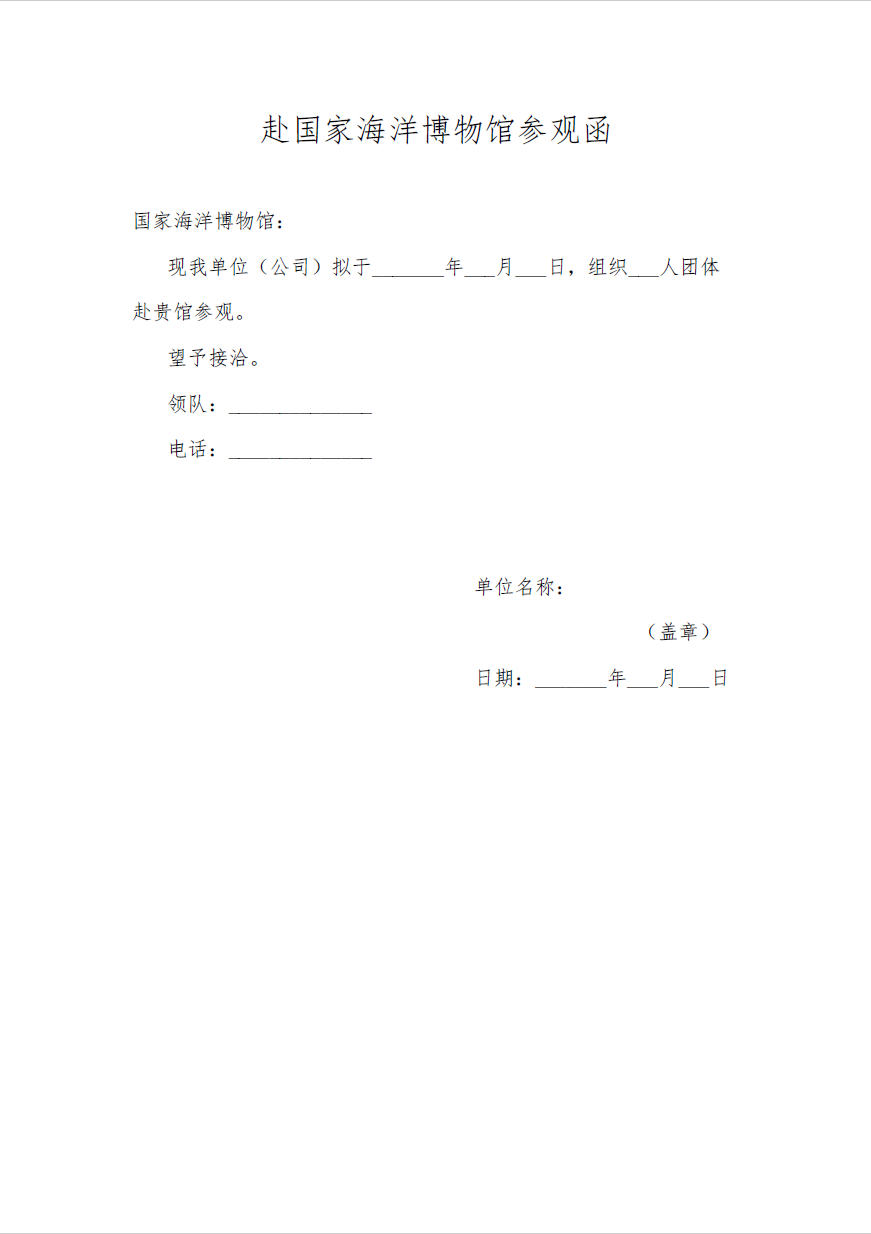 赴国家海洋博物馆参观函
国家海洋博物馆：
现我单位（公司）拟于_______年___月___日，组织___人团体
赴贵馆参观。
望予接洽。
领队：______________
电话：______________
单位名称：
（盖章）
日期：_______年___月___日